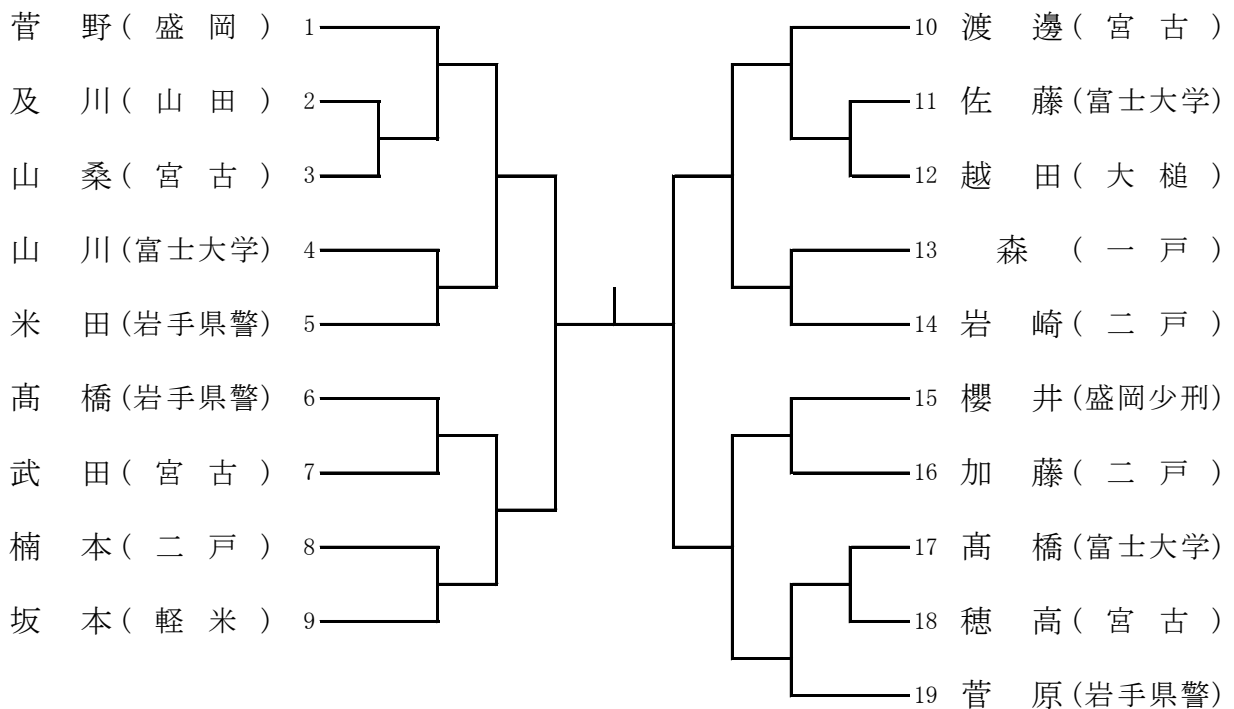 菅 野 ( 盛 岡 ) 1
及 川 ( 山 田 ) 2
山 桑 ( 宮 古 ) 3
山 川 (富士大学) 4
米 田 (岩手県警) 5
髙 橋 (岩手県警) 6
武 田 ( 宮 古 ) 7
楠 本 ( 二 戸 ) 8
坂 本 ( 軽 米 ) 9
10 渡 邊 ( 宮 古 )
11 佐 藤 (富士大学)
12 越 田 ( 大 槌 )
13 森 ( 一 戸 )
14 岩 崎 ( 二 戸 )
15 櫻 井 (盛岡少刑)
16 加 藤 ( 二 戸 )
17 髙 橋 (富士大学)
18 穂 高 ( 宮 古 )
19 菅 原 (岩手県警)